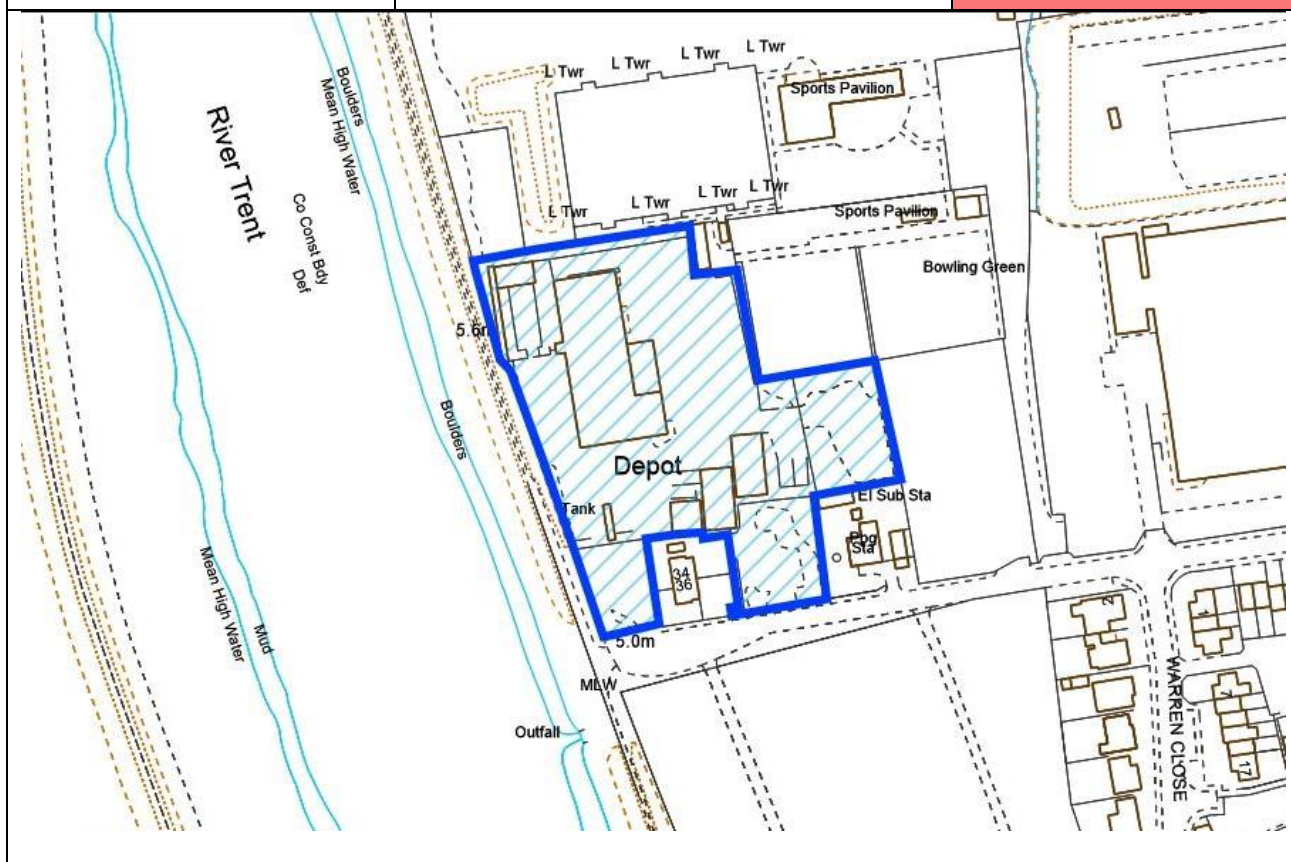 L Twr
L Twr
L Twr
L Twr
Sports Pavilion
Boulders
Mean High Water
River Trent
Co Const Bdy
Def
L Twr
L Twr
L Twr
L Twr
Sports Pavilion
Bowling Green
5.6m
Boulders
Depot
El Sub Sta
Tank
Ppg
Sta
34
36
Mean High Water
Mud
2
1
5.0m
MLW
WARREN CLOSE
7
Outfall
17